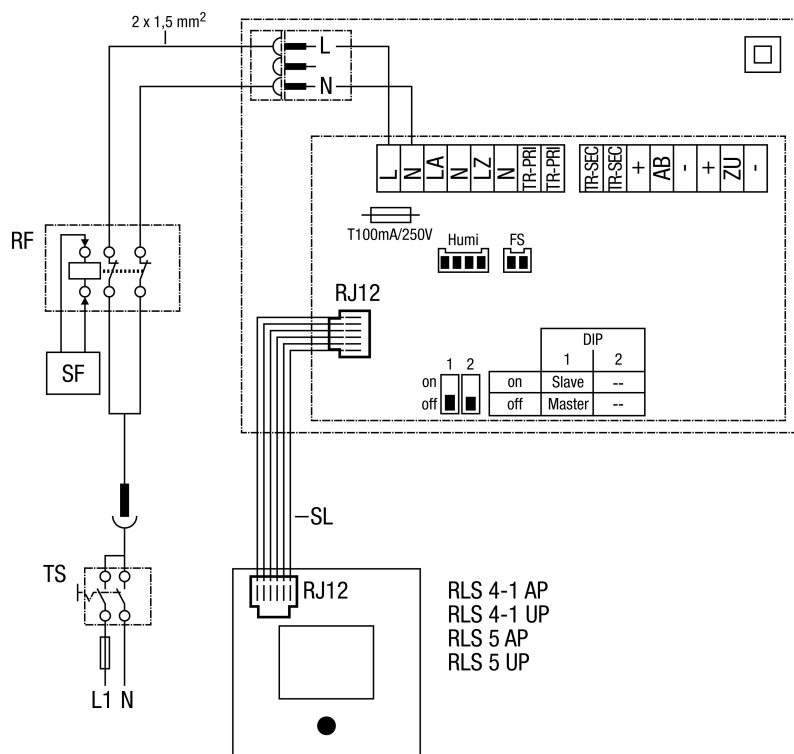 2 x 1,5 mm²
L
N
L
N
LA
N
LZ
N
TR-PRI
TR-PRI
TR-SEC
TR-SEC
+
AB
-
+
ZU
-
T100mA/250V
Humi
FS
RF
SF
RJ12
DIP
1 2
1 2
on
off
on Slave --
off Master --
SL
TS
RJ12
RLS 4-1 AP
RLS 4-1 UP
RLS 5 AP
RLS 5 UP
L1 N